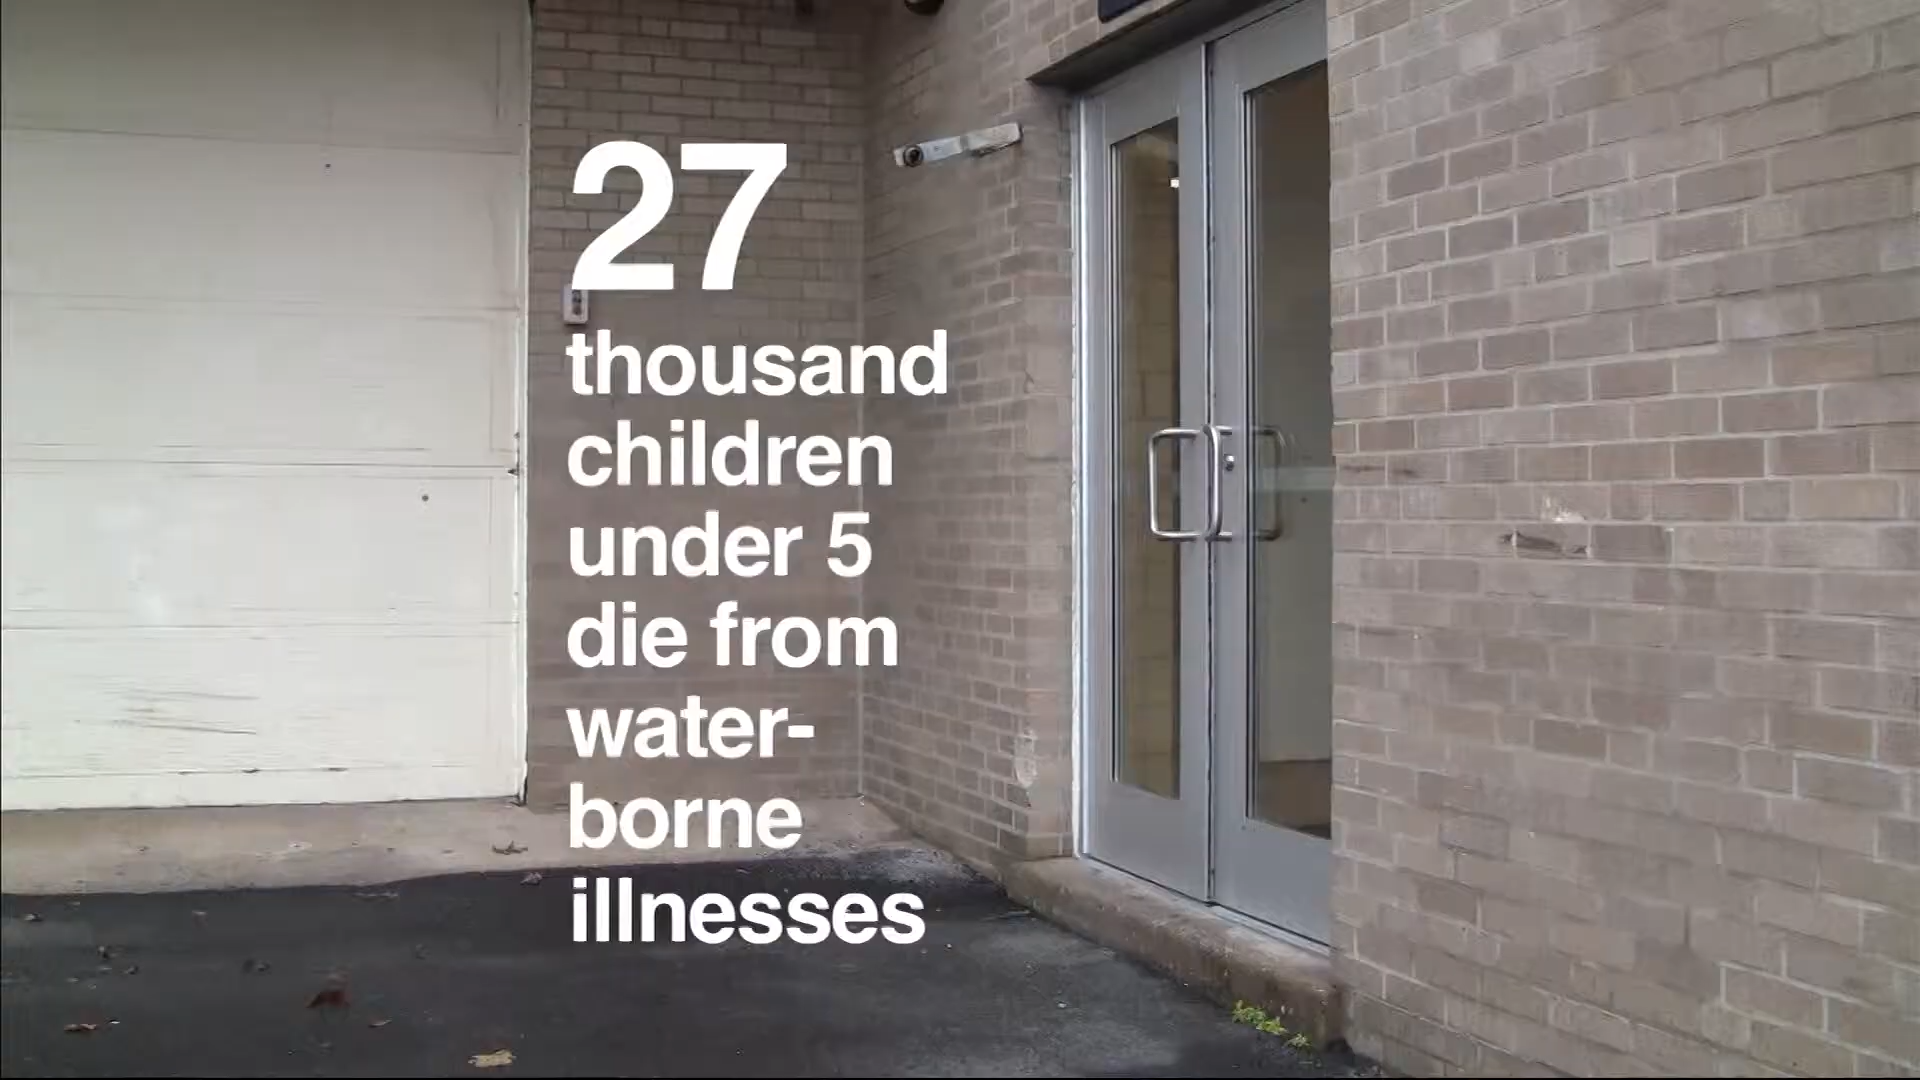 27
thousand
children
under 5
die from
water-
borne
illnesses